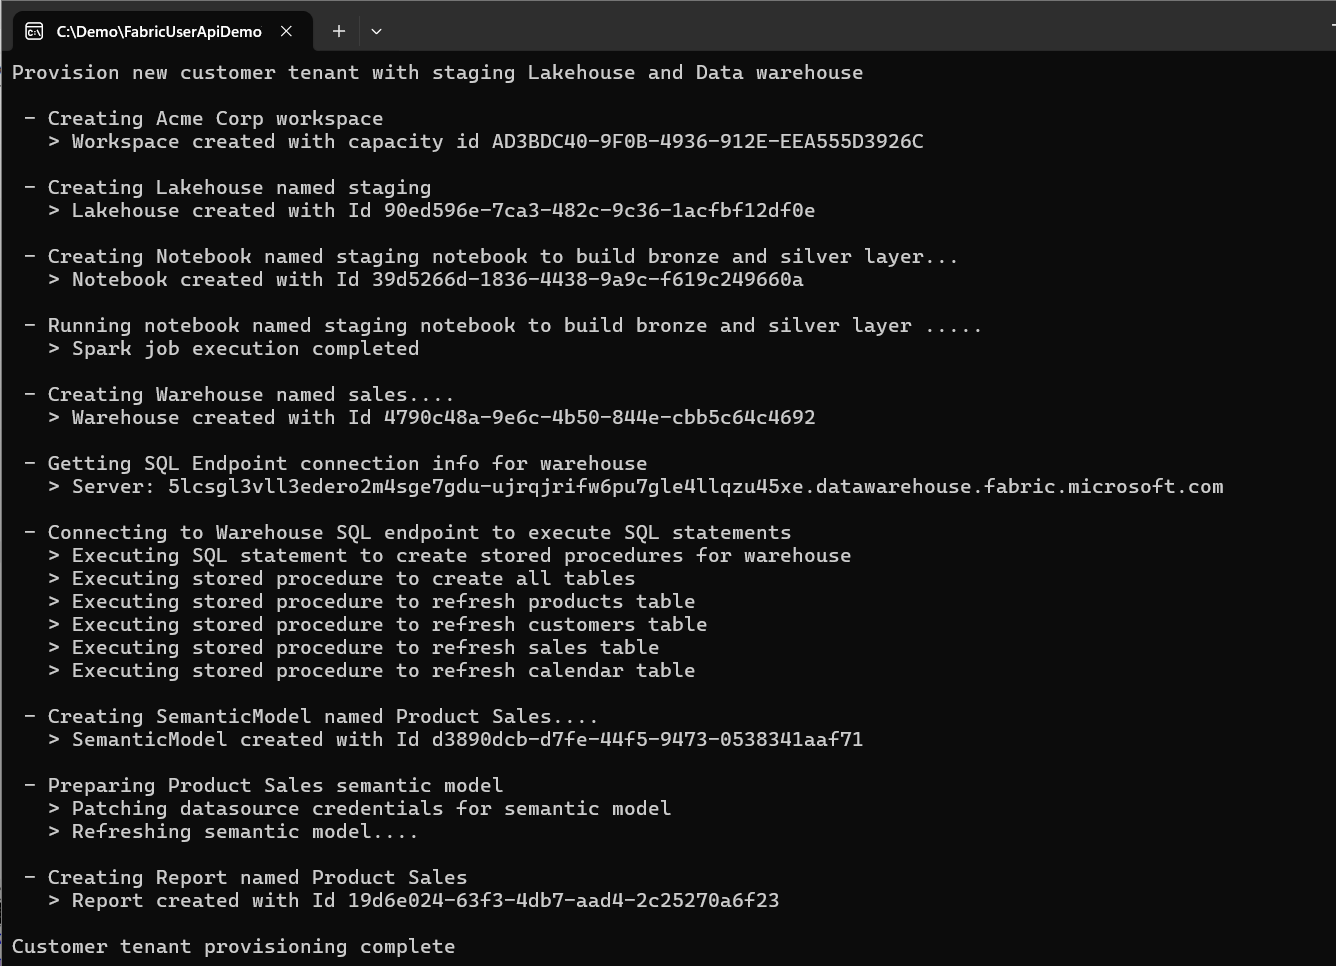 C:\Demo\FabricUserApiDemo
Provision new customer tenant with staging Lakehouse and Data warehouse
- Creating Acme Corp workspace
> Workspace created with capacity id AD3BDC40-9F0B-4936-912E-EEA555D3926C
- Creating Lakehouse named staging
> Lakehouse created with Id 90ed596e-7ca3-482c-9c36-1acfbf12df0e
- Creating Notebook named staging notebook to build bronze and silver layer...
> Notebook created with Id 39d5266d-1836-4438-9a9c-f619c249660a
- Running notebook named staging notebook to build bronze and silver layer .....
> Spark job execution completed
- Creating Warehouse named sales....
> Warehouse created with Id 4790c48a-9e6c-4b50-844e-cbb5c64c4692
- Getting SQL Endpoint connection info for warehouse
> Server: 5lcsgl3vll3edero2m4sge7gdu-ujrqjrifw6pu7gle4llqzu45xe.datawarehouse.fabric.microsoft.com
- Connecting to Warehouse SQL endpoint to execute SQL statements
> Executing SQL statement to create stored procedures for warehouse
> Executing stored procedure to create all tables
> Executing stored procedure to refresh products table
> Executing stored procedure to refresh customers table
> Executing stored procedure to refresh sales table
> Executing stored procedure to refresh calendar table
- Creating SemanticModel named Product Sales....
> SemanticModel created with Id d3890dcb-d7fe-44f5-9473-0538341aaf71
- Preparing Product Sales semantic model
> Patching datasource credentials for semantic model
> Refreshing semantic model....
- Creating Report named Product Sales
> Report created with Id 19d6e024-63f3-4db7-aad4-2c25270a6f23
Customer tenant provisioning complete